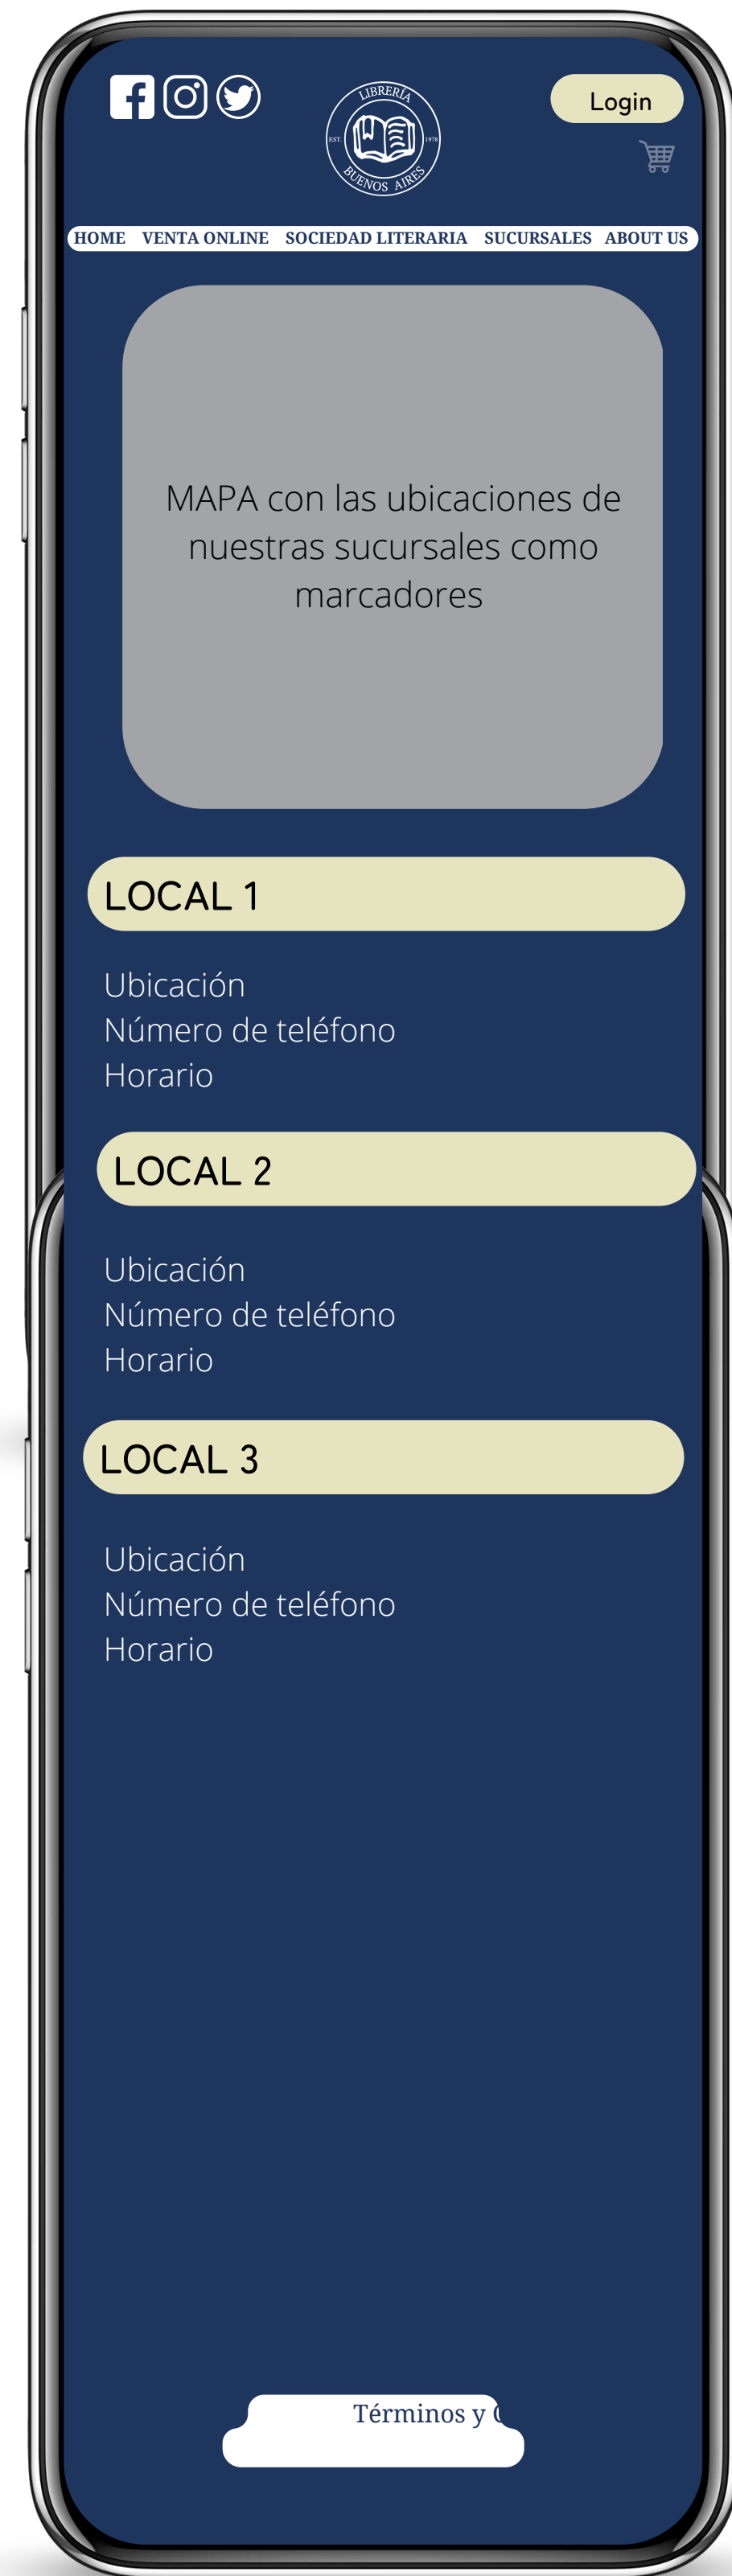 LIBRERÍA
EST. 1978
BUENOS AIRES
Login
HOME VENTA ONLINE SOCIEDAD LITERARIA SUCURSALES ABOUT US
MAPA con las ubicaciones de
nuestras sucursales como
marcadores
LOCAL 1
Ubicación
Número de teléfono
Horario
LOCAL 2
Ubicación
Número de teléfono
Horario
LOCAL 3
Ubicación
Número de teléfono
Horario
Términos y